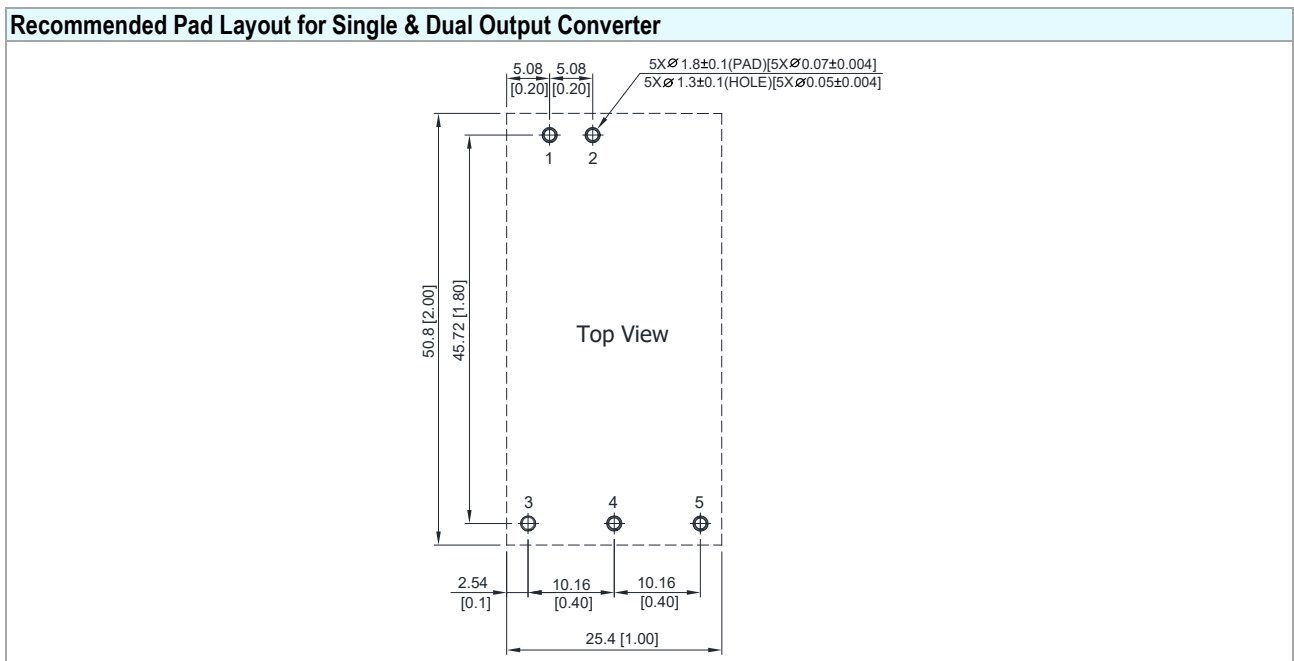 Recommended Pad Layout for Single & Dual Output Converter
5.08 5.08
[0.20] [0.20]
5XØ 1.8±0.1(PAD)[5XØ0.07±0.004]
5XØ 1.3±0.1(HOLE)[5XØ0.05±0.004]
1 2
50.8 [2.00]
45.72 [1.80]
Top View
3 4 5
2.54 10.16 10.16
[0.1] [0.40] [0.40]
25.4 [1.00]